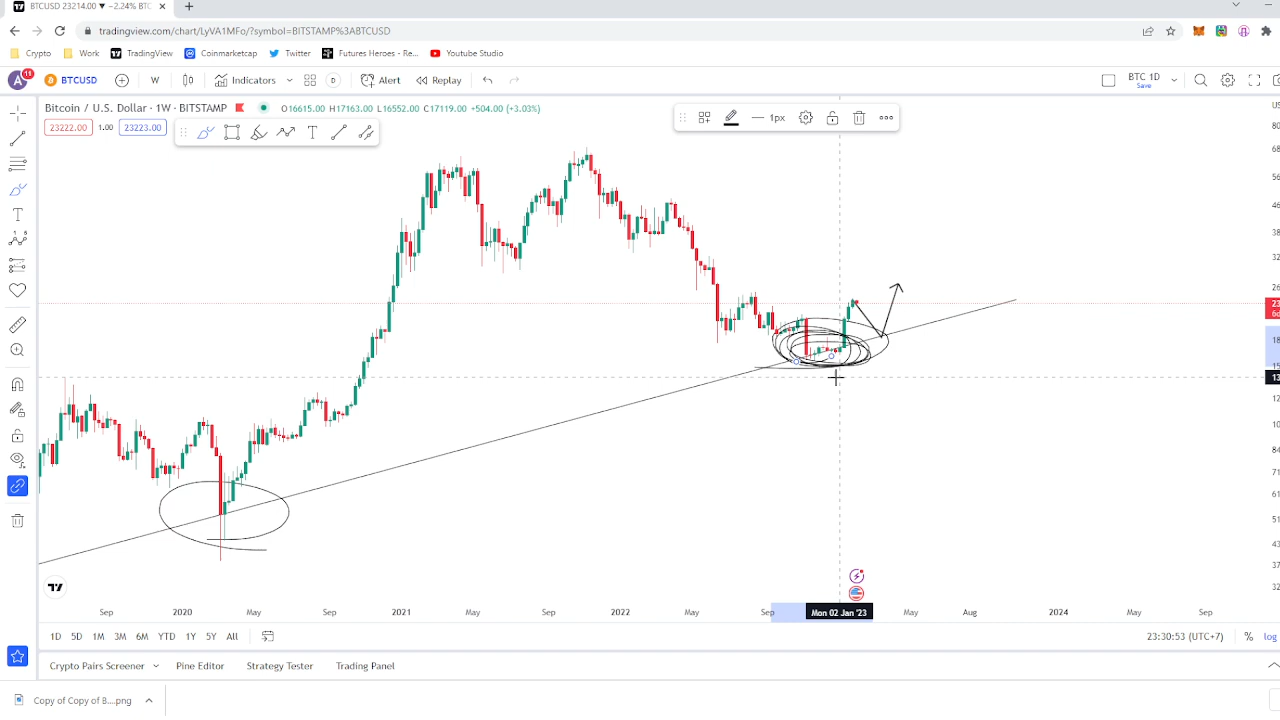 BTCUSD 23214.00 ▼ −2.24% BTC
tradingview.com/chart/LyVA1MFo/?symbol=BITSTAMP%3ABTCUSD
Crypto Work TradingView Coinmarketcap Twitter Futures Heroes - Re... Youtube Studio
A 11 BTCUSD W Indicators D Alert Replay BTC 1D
Save
Bitcoin / U.S. Dollar · 1W · BITSTAMP O16615.00 H17163.00 L16552.00 C17119.00 +504.00 (+3.03%)
23222.00 1.00 23223.00
T
1px
Sep 2020 May Sep 2021 May Sep 2022 May Sep Mon 02 Jan '23 May Aug 2024 May Sep
1D 5D 1M 3M 6M YTD 1Y 5Y All 23:30:53 (UTC+7) % log
Crypto Pairs Screener Pine Editor Strategy Tester Trading Panel
Copy of Copy of B....png